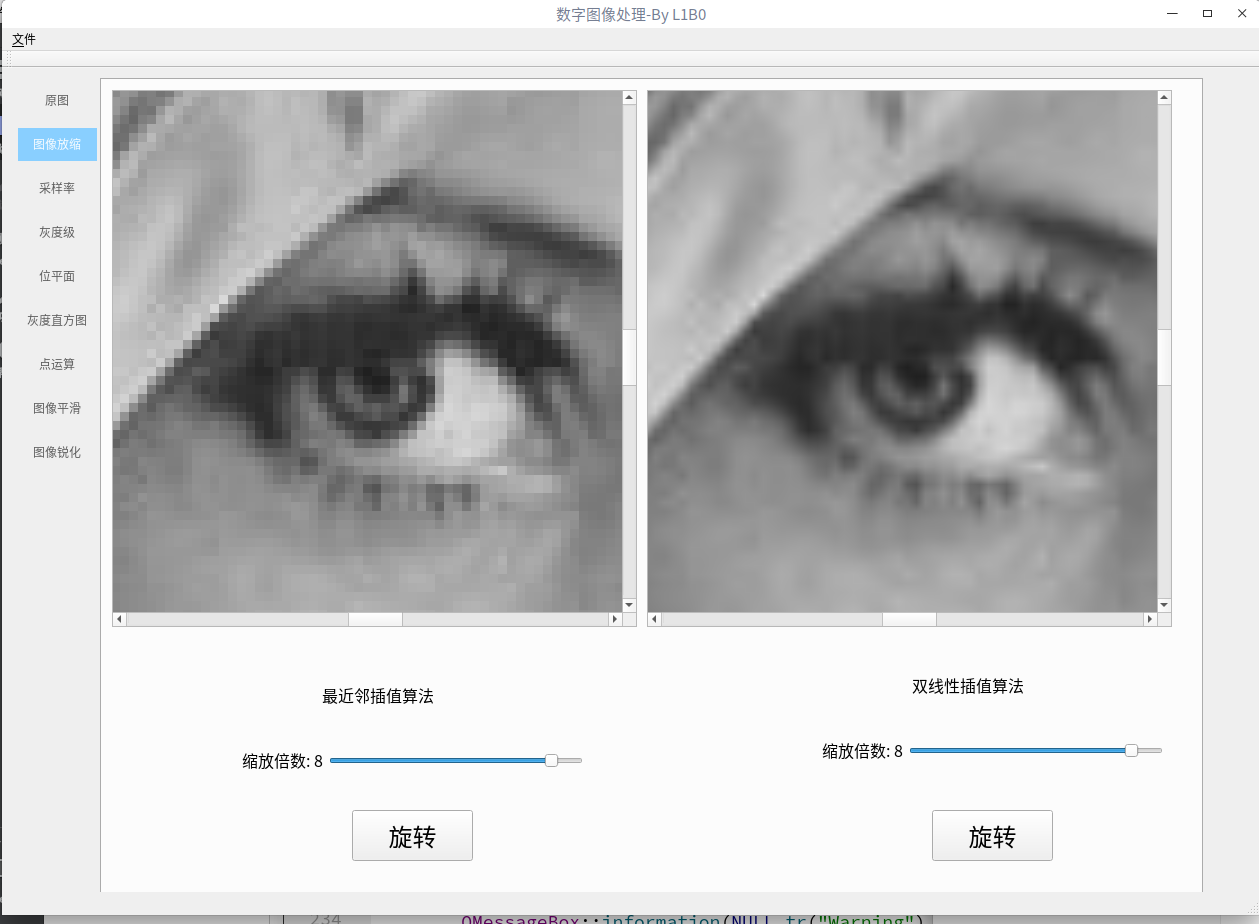 数字图像处理-By L1B0
文件
原图
图像放缩
采样率
灰度级
位平面
灰度直方图
点运算
图像平滑
图像锐化
最近邻插值算法
双线性插值算法
缩放倍数: 8
缩放倍数: 8
旋转
旋转
234 QMessageBox::information(NULL, tr("Warning")